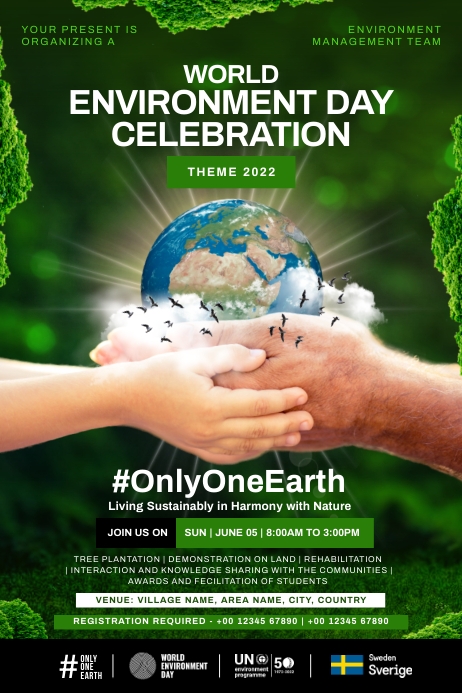 YOUR PRESENT IS
ORGANIZING A
ENVIRONMENT
MANAGEMENT TEAM
WORLD
ENVIRONMENT DAY
CELEBRATION
THEME 2022
#OnlyOneEarth
Living Sustainably in Harmony with Nature
JOIN US ON SUN | JUNE 05 | 8:00AM TO 3:00PM
TREE PLANTATION | DEMONSTRATION ON LAND | REHABILITATION
| INTERACTION AND KNOWLEDGE SHARING WITH THE COMMUNITIES |
AWARDS AND FECILITATION OF STUDENTS
VENUE: VILLAGE NAME, AREA NAME, CITY, COUNTRY
REGISTRATION REQUIRED - +00 12345 67890 | +00 12345 67890
# ONLY
ONE
EARTH
WORLD
ENVIRONMENT
DAY
UN
environment
programme
50
1972-2022
Sweden
Sverige